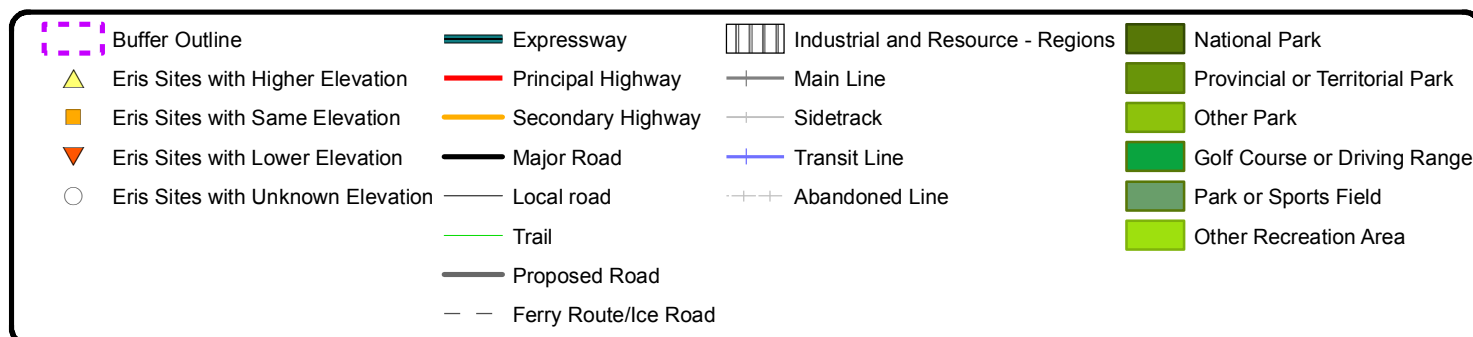 Buffer Outline
Eris Sites with Higher Elevation
Eris Sites with Same Elevation
Eris Sites with Lower Elevation
Eris Sites with Unknown Elevation
Expressway
Principal Highway
Secondary Highway
Major Road
Local road
Trail
Proposed Road
Ferry Route/Ice Road
Industrial and Resource - Regions
Main Line
Sidetrack
Transit Line
Abandoned Line
National Park
Provincial or Territorial Park
Other Park
Golf Course or Driving Range
Park or Sports Field
Other Recreation Area